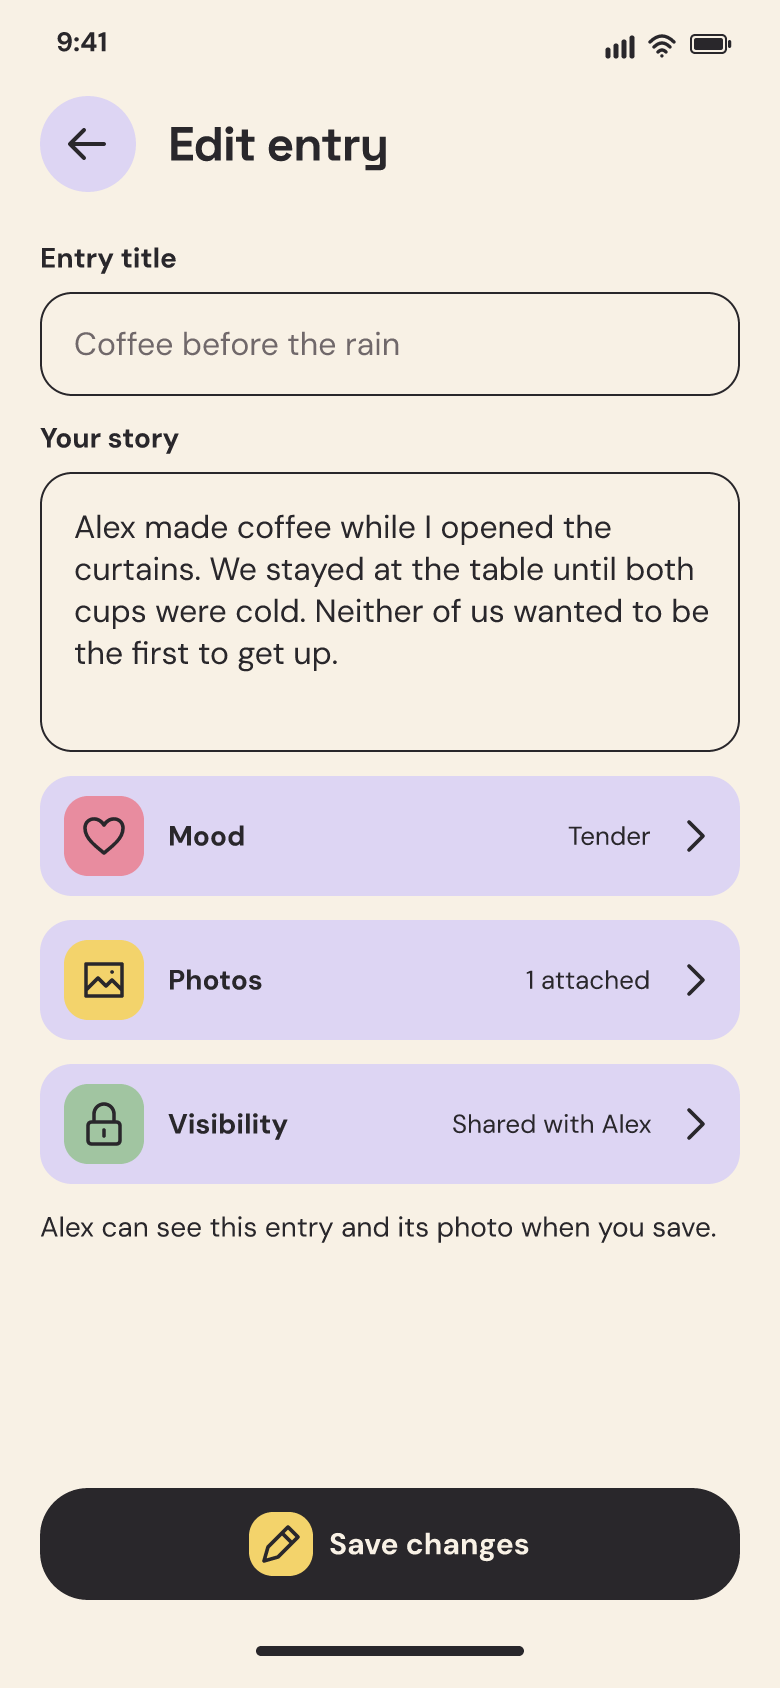 9:41
Edit entry
Entry title
Coffee before the rain
Your story
Alex made coffee while I opened the
curtains. We stayed at the table until both
cups were cold. Neither of us wanted to be
the first to get up.
Mood
Tender
Photos
1 attached
Visibility
Shared with Alex
Alex can see this entry and its photo when you save.
Save changes